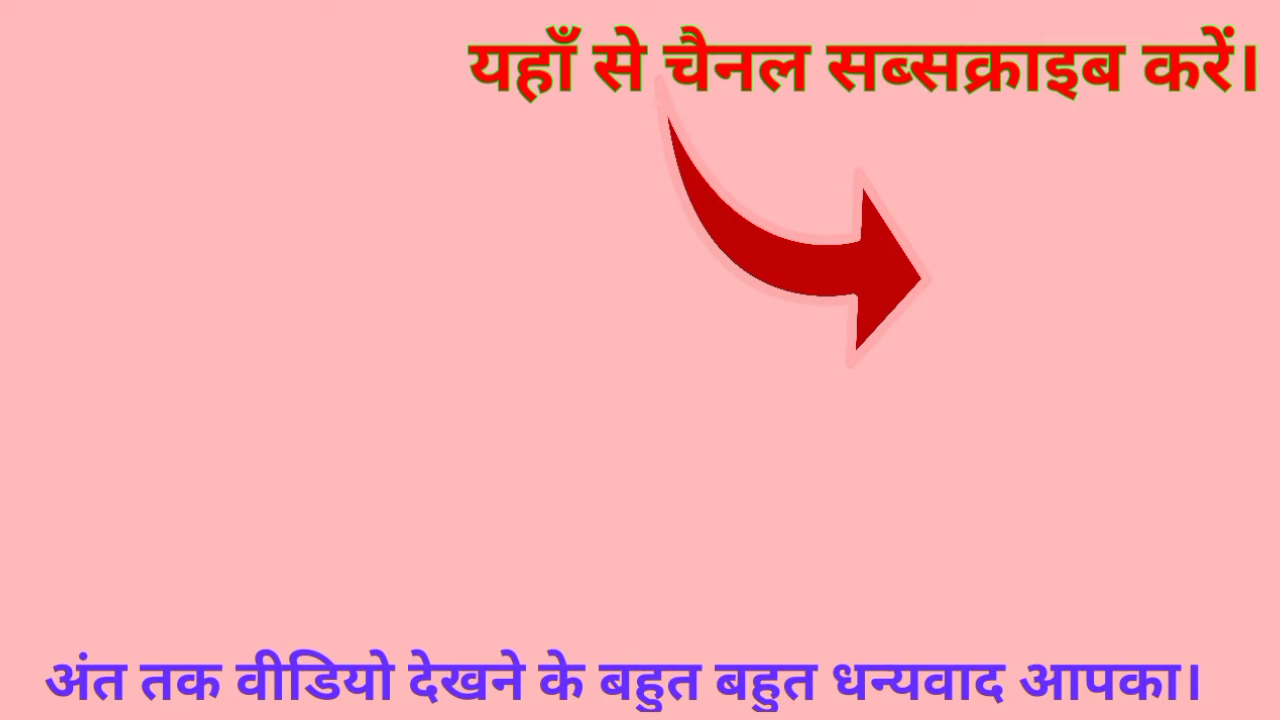 यहाँ से चैनल सब्सक्राइब करें।
अंत तक वीडियो देखने के बहुत बहुत धन्यवाद आपका।